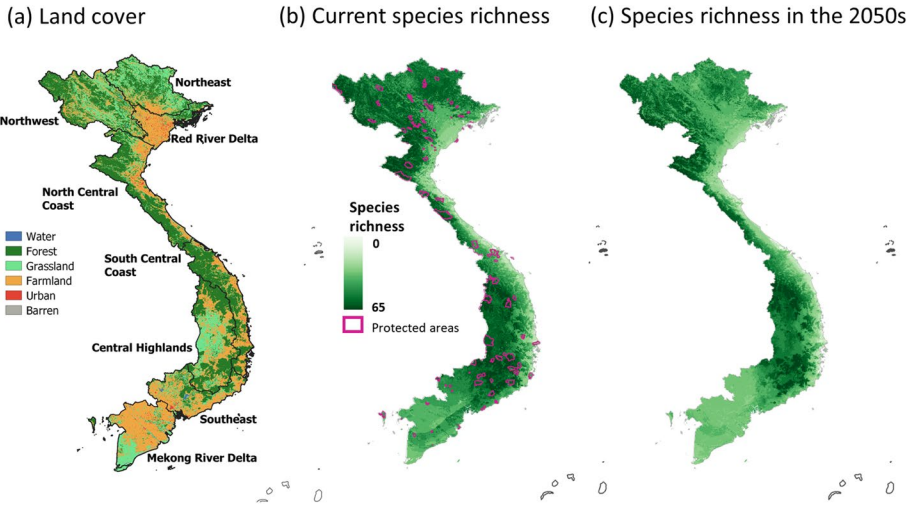 (a) Land cover
(b) Current species richness
(c) Species richness in the 2050s
Northeast
Northwest
Red River Delta
North Central
Coast
South Central
Coast
Central Highlands
Southeast
Mekong River Delta
Water
Forest
Grassland
Farmland
Urban
Barren
Species
richness
0
65
Protected areas